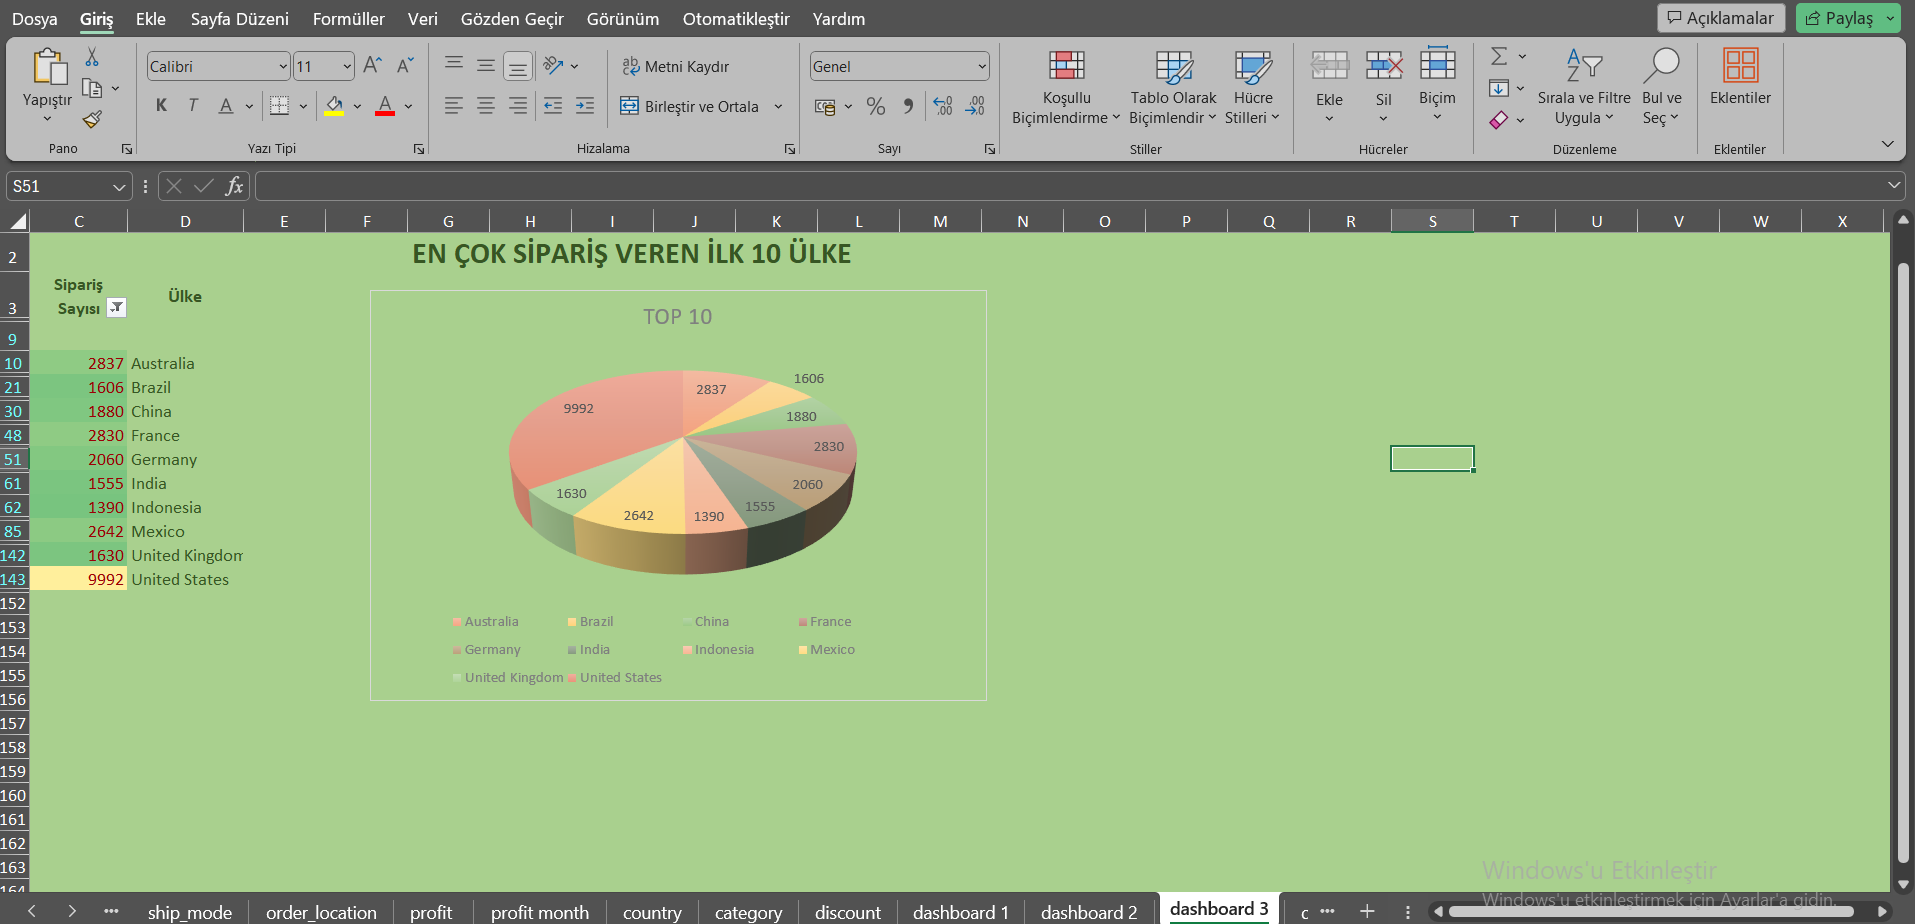 Dosya Giriş Ekle Sayfa Düzeni Formüller Veri Gözden Geçir Görünüm Otomatikleştir Yardım Açıklamalar Paylaş
Yapıştır
Pano
Calibri 11
K T A A
Yazı Tipi
Metni Kaydır
Birleştir ve Ortala
Hizalama
Genel
% 
Sayı
Koşullu Biçimlendirme
Tablo Olarak Biçimlendir
Hücre Stilleri
Stiller
Ekle Sil Biçim
Hücreler
Sırala ve Filtre Uygula
Bul ve Seç
Düzenleme
Eklentiler
Eklentiler
S51 fx
C D E F G H I J K L M N O P Q R S T U V W X
2 EN ÇOK SİPARİŞ VEREN İLK 10 ÜLKE
3 Sipariş Sayısı Ülke
9
10 2837 Australia
21 1606 Brazil
30 1880 China
48 2830 France
51 2060 Germany
61 1555 India
62 1390 Indonesia
85 2642 Mexico
142 1630 United Kingdom
143 9992 United States
152
153
154
155
156
157
158
159
160
161
162
163
164
TOP 10
2837
1606
1880
2830
2060
1555
1390
2642
1630
9992
Australia Brazil China France
Germany India Indonesia Mexico
United Kingdom United States
Windows'u Etkinleştir
Windows'u etkinleştirmek için Ayarlar'a gidin.
ship_mode order_location profit profit month country category discount dashboard 1 dashboard 2 dashboard 3 c